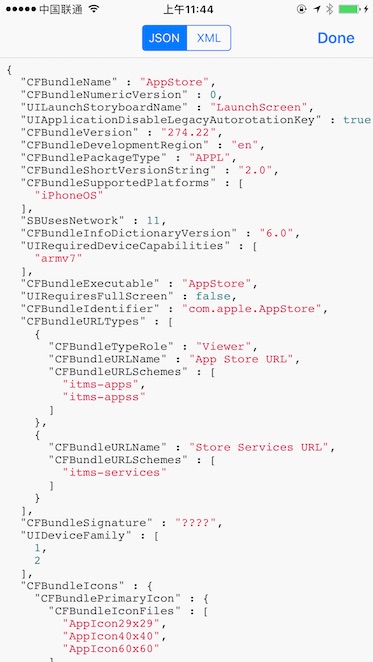 中国联通 上午11:44
JSON XML Done
{
"CFBundleName" : "AppStore",
"CFBundleNumericVersion" : 0,
"UILaunchStoryboardName" : "LaunchScreen",
"UIApplicationDisableLegacyAutorotationKey" : true
"CFBundleVersion" : "274.22",
"CFBundleDevelopmentRegion" : "en",
"CFBundlePackageType" : "APPL",
"CFBundleShortVersionString" : "2.0",
"CFBundleSupportedPlatforms" : [
"iPhoneOS"
],
"SBUsesNetwork" : 11,
"CFBundleInfoDictionaryVersion" : "6.0",
"UIRequiredDeviceCapabilities" : [
"armv7"
],
"CFBundleExecutable" : "AppStore",
"UIRequiresFullScreen" : false,
"CFBundleIdentifier" : "com.apple.AppStore",
"CFBundleURLTypes" : [
{
"CFBundleTypeRole" : "Viewer",
"CFBundleURLName" : "App Store URL",
"CFBundleURLSchemes" : [
"itms-apps",
"itms-appss"
]
},
{
"CFBundleURLName" : "Store Services URL",
"CFBundleURLSchemes" : [
"itms-services"
]
}
],
"CFBundleSignature" : "????",
"UIDeviceFamily" : [
1,
2
],
"CFBundleIcons" : {
"CFBundlePrimaryIcon" : {
"CFBundleIconFiles" : [
"AppIcon29x29",
"AppIcon40x40",
"AppIcon60x60"
]